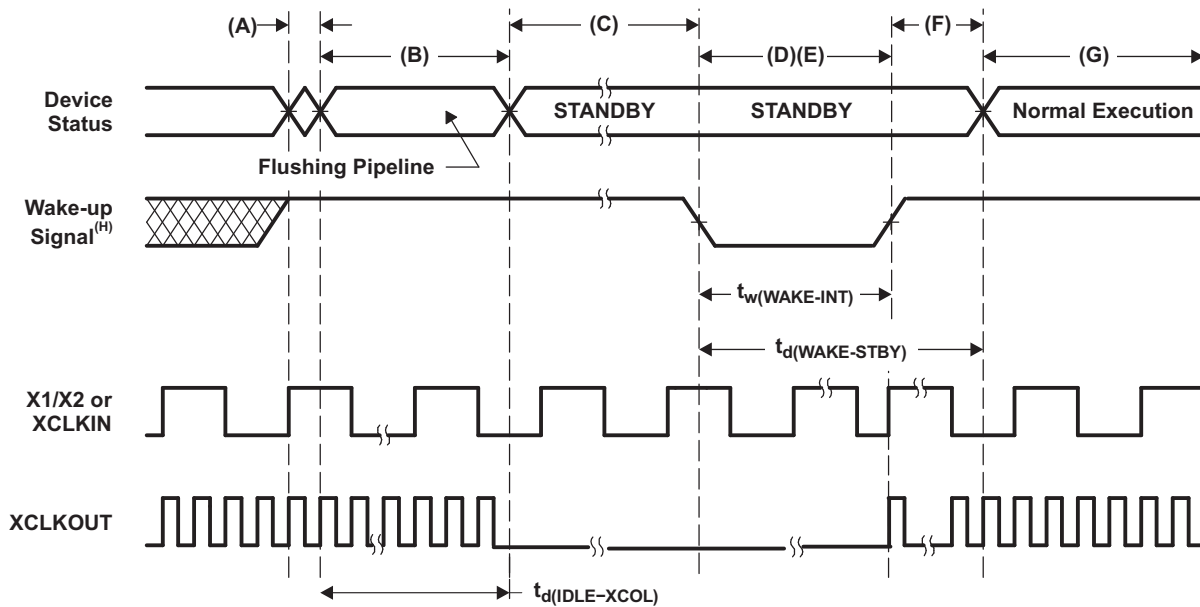 (A)
(C)
(F)
(B)
(D)(E)
(G)
Device
Status
STANDBY
STANDBY
Normal Execution
Flushing Pipeline
Wake-up
Signal(H)
tw(WAKE-INT)
td(WAKE-STBY)
X1/X2 or
XCLKIN
XCLKOUT
td(IDLE−XCOL)